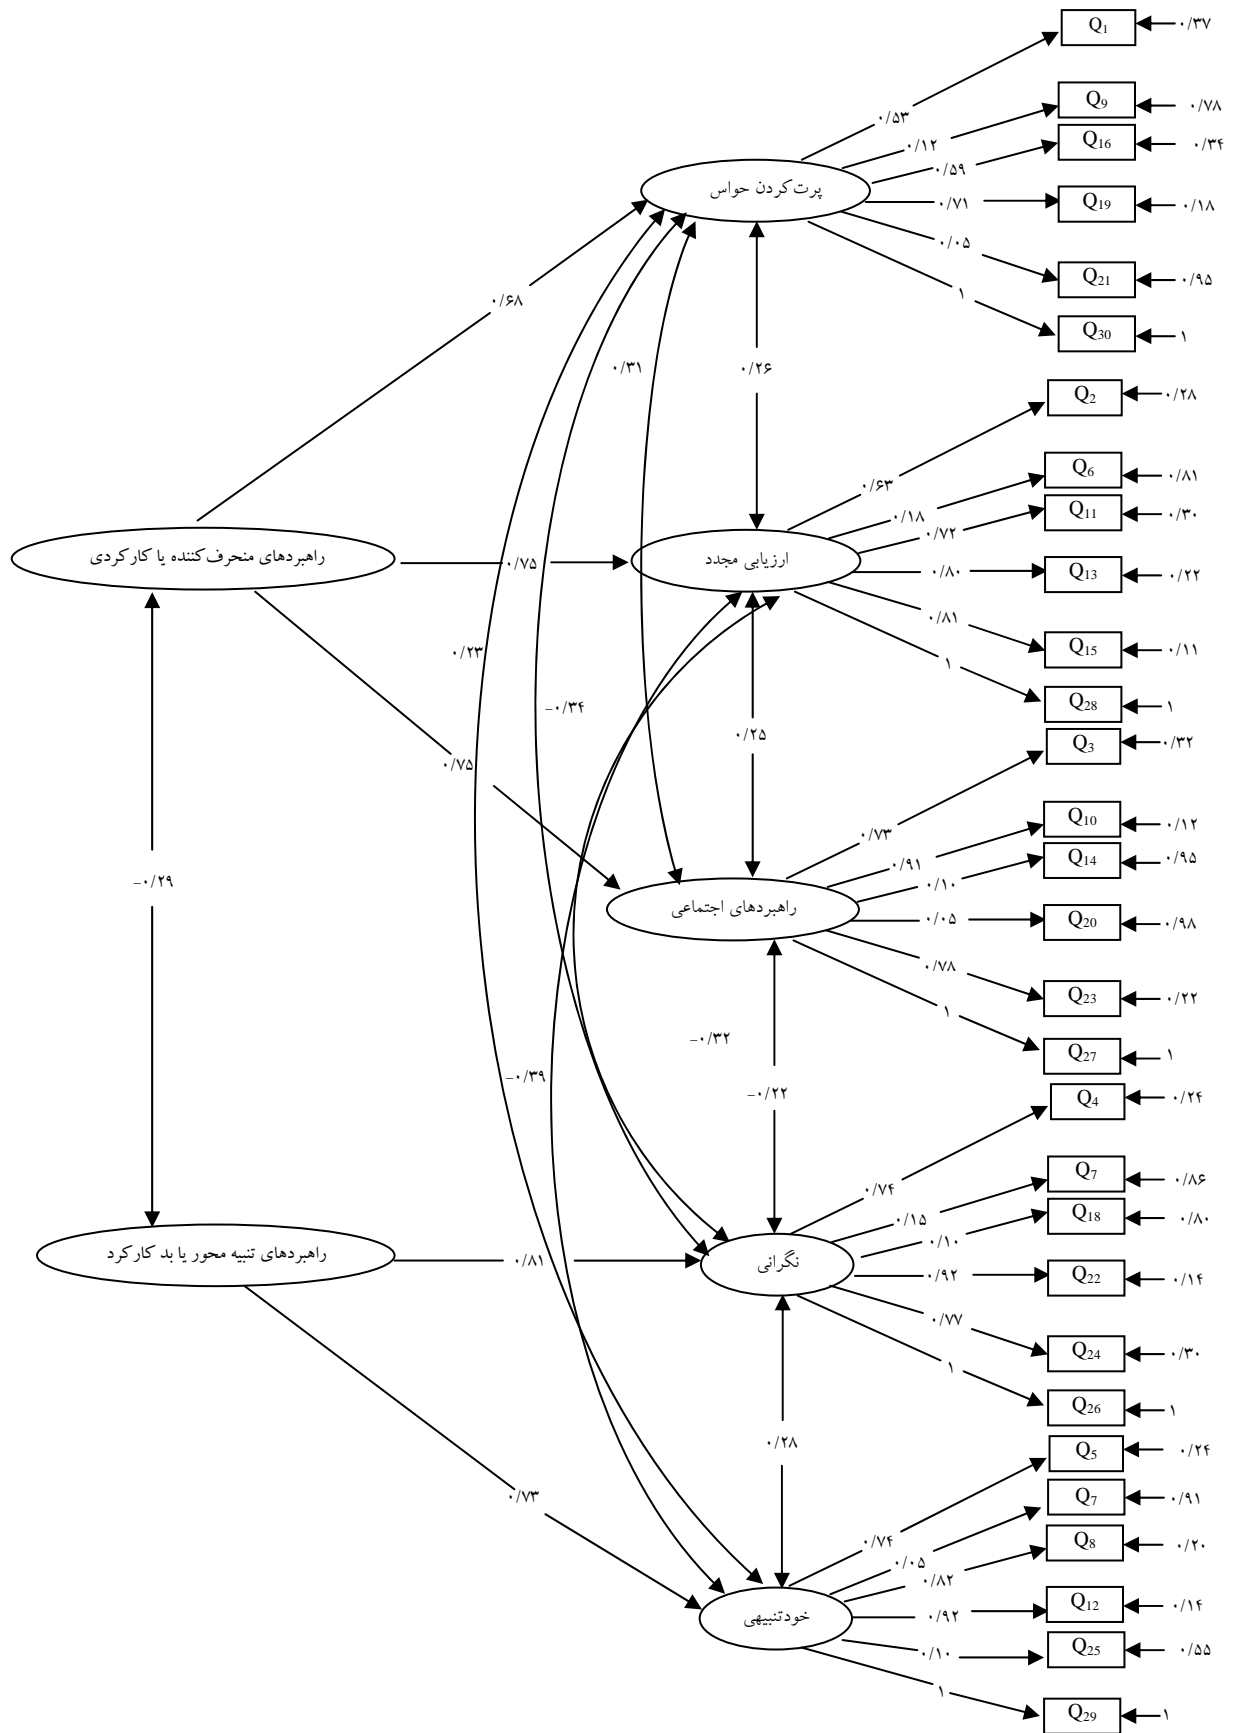 Q1 ۰/۳۷
۰/۵۳
Q9 ۰/۷۸
۰/۱۲
Q16 ۰/۳۴
۰/۵۹
پرت‌کردن حواس
Q19 ۰/۱۸
۰/۷۱
۰/۰۵
Q21 ۰/۹۵
۱
Q30 ۱
۰/۶۸
۰/۳۱
۰/۲۶
Q2 ۰/۲۸
۰/۶۳
Q6 ۰/۸۱
۰/۱۸
Q11 ۰/۳۰
۰/۷۲
راهبردهای منحرف‌کننده یا کارکردی
۰/۷۵
ارزیابی مجدد
۰/۸۰
Q13 ۰/۲۲
۰/۸۱
Q15 ۰/۱۱
۰/۲۳
۱
Q28 ۱
−۰/۳۴
۰/۲۵
Q3 ۰/۳۲
۰/۷۵
۰/۷۳
Q10 ۰/۱۲
۰/۹۱
Q14 ۰/۹۵
−۰/۲۹
۰/۱۰
راهبردهای اجتماعی
۰/۰۵
Q20 ۰/۹۸
۰/۷۸
Q23 ۰/۲۲
۱
−۰/۳۲
Q27 ۱
−۰/۳۹
−۰/۲۲
Q4 ۰/۲۴
۰/۷۴
Q7 ۰/۸۶
۰/۱۵
Q18 ۰/۸۰
۰/۱۰
راهبردهای تنبیه محور یا بد کارکرد
۰/۸۱
نگرانی
۰/۹۲
Q22 ۰/۱۴
۰/۷۷
Q24 ۰/۳۰
۱
Q26 ۱
۰/۲۸
Q5 ۰/۲۴
۰/۷۳
Q7 ۰/۹۱
۰/۷۴
Q8 ۰/۲۰
۰/۰۵
۰/۸۲
خودتنبیهی
۰/۹۲
Q12 ۰/۱۴
۰/۱۰
Q25 ۰/۵۵
۱
Q29 ۱